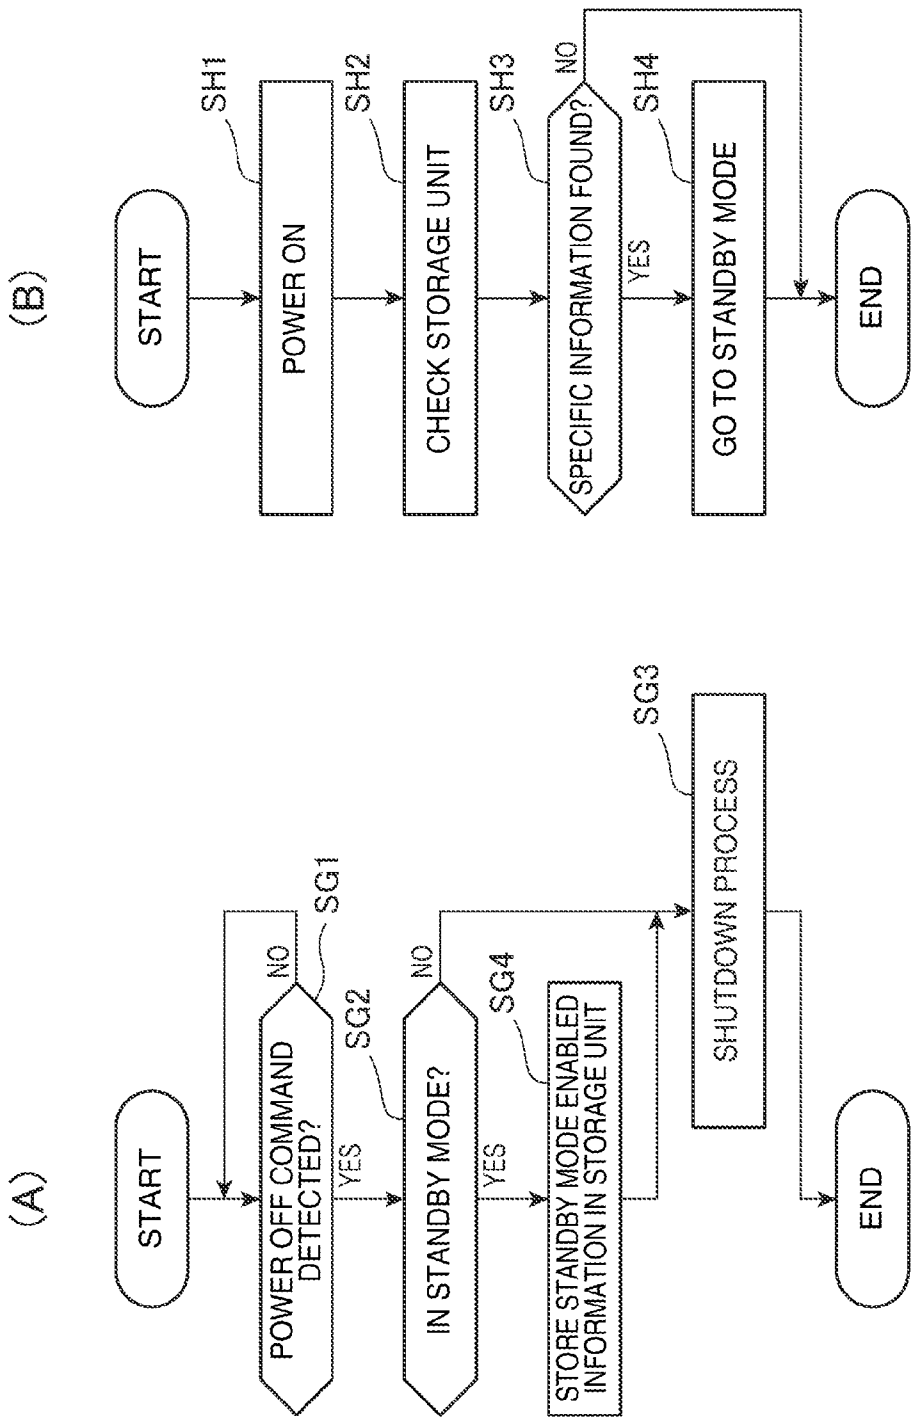 (A)
START
POWER OFF COMMAND
DETECTED?
NO
SG1
YES
IN STANDBY MODE?
SG2
NO
YES
STORE STANDBY MODE ENABLED
INFORMATION IN STORAGE UNIT
SG4
SHUTDOWN PROCESS
SG3
END
(B)
START
POWER ON
SH1
CHECK STORAGE UNIT
SH2
SPECIFIC INFORMATION FOUND?
SH3
NO
YES
GO TO STANDBY MODE
SH4
END